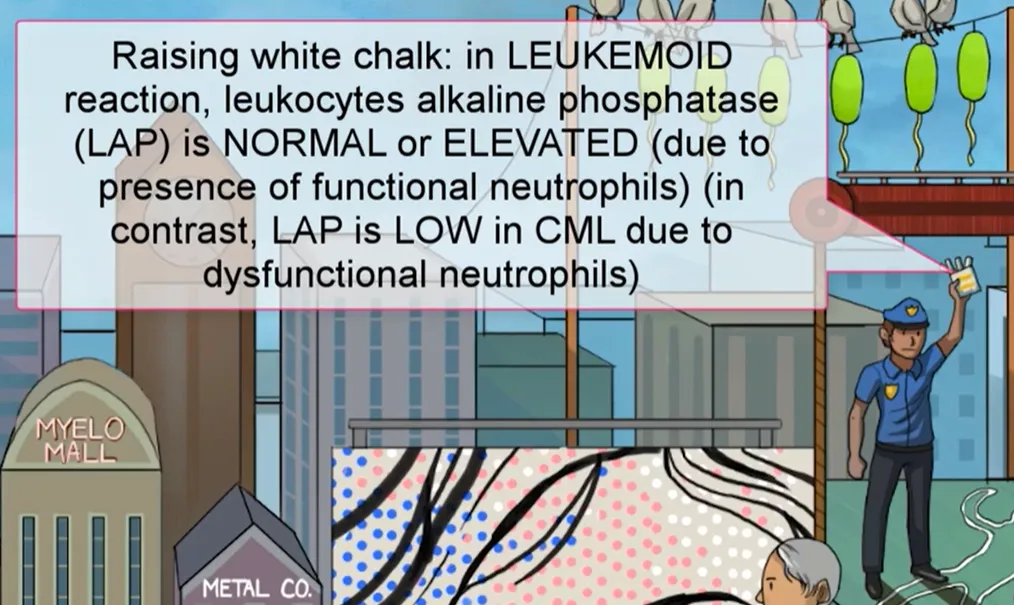 Raising white chalk: in LEUKEMOID
reaction, leukocytes alkaline phosphatase
(LAP) is NORMAL or ELEVATED (due to
presence of functional neutrophils) (in
contrast, LAP is LOW in CML due to
dysfunctional neutrophils)
MYELO
MALL
METAL CO.